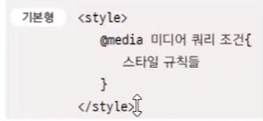 기본형 <style>
@media 미디어 쿼리 조건{
스타일 규칙들
}
</style>